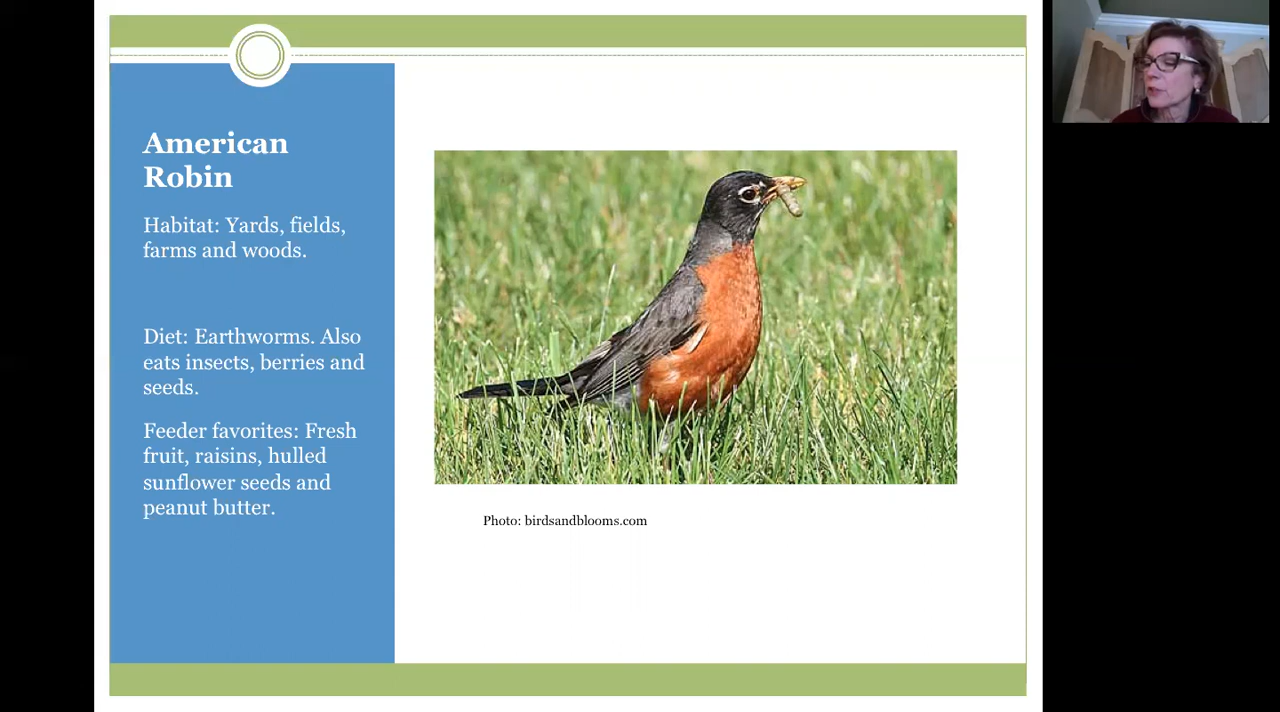 American
Robin
Habitat: Yards, fields,
farms and woods.
Diet: Earthworms. Also
eats insects, berries and
seeds.
Feeder favorites: Fresh
fruit, raisins, hulled
sunflower seeds and
peanut butter.
Photo: birdsandblooms.com